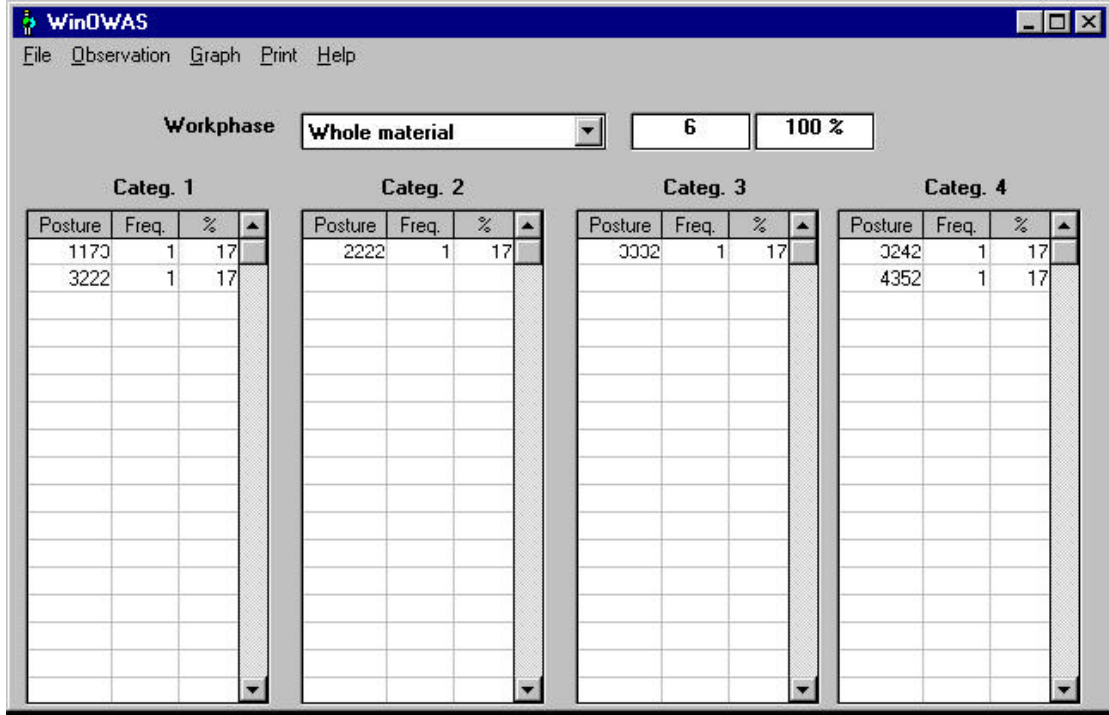 WinOWAS
File Observation Graph Print Help
Workphase Whole material 6 100 %
Categ. 1 Categ. 2 Categ. 3 Categ. 4
Posture Freq. % Posture Freq. % Posture Freq. % Posture Freq. %
1 17 2222 1 17 1 17 1 17
3222 1 17 4352 1 17